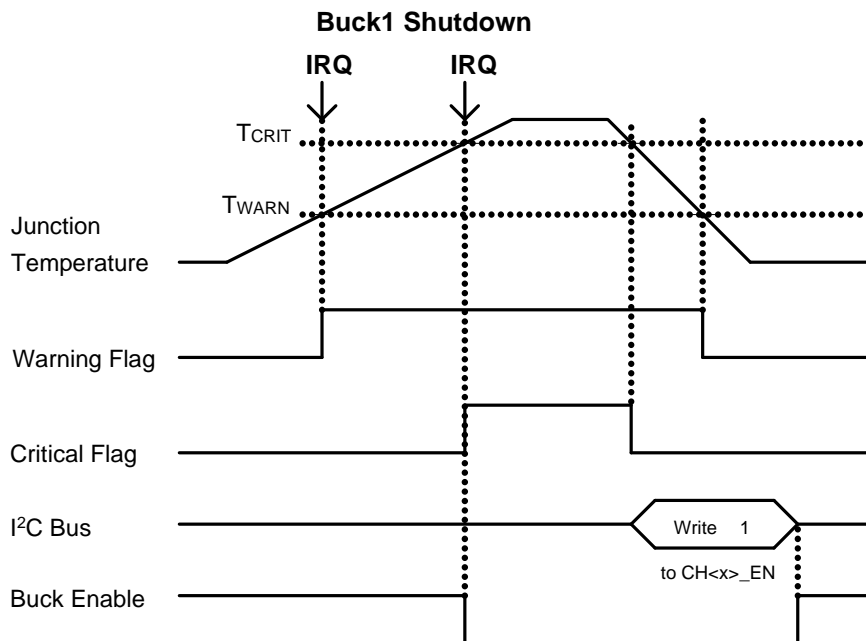 Buck1 Shutdown
IRQ IRQ
TCRIT
TWARN
Junction
Temperature
Warning Flag
Critical Flag
I²C Bus
Write 1
to CH<x>_EN
Buck Enable